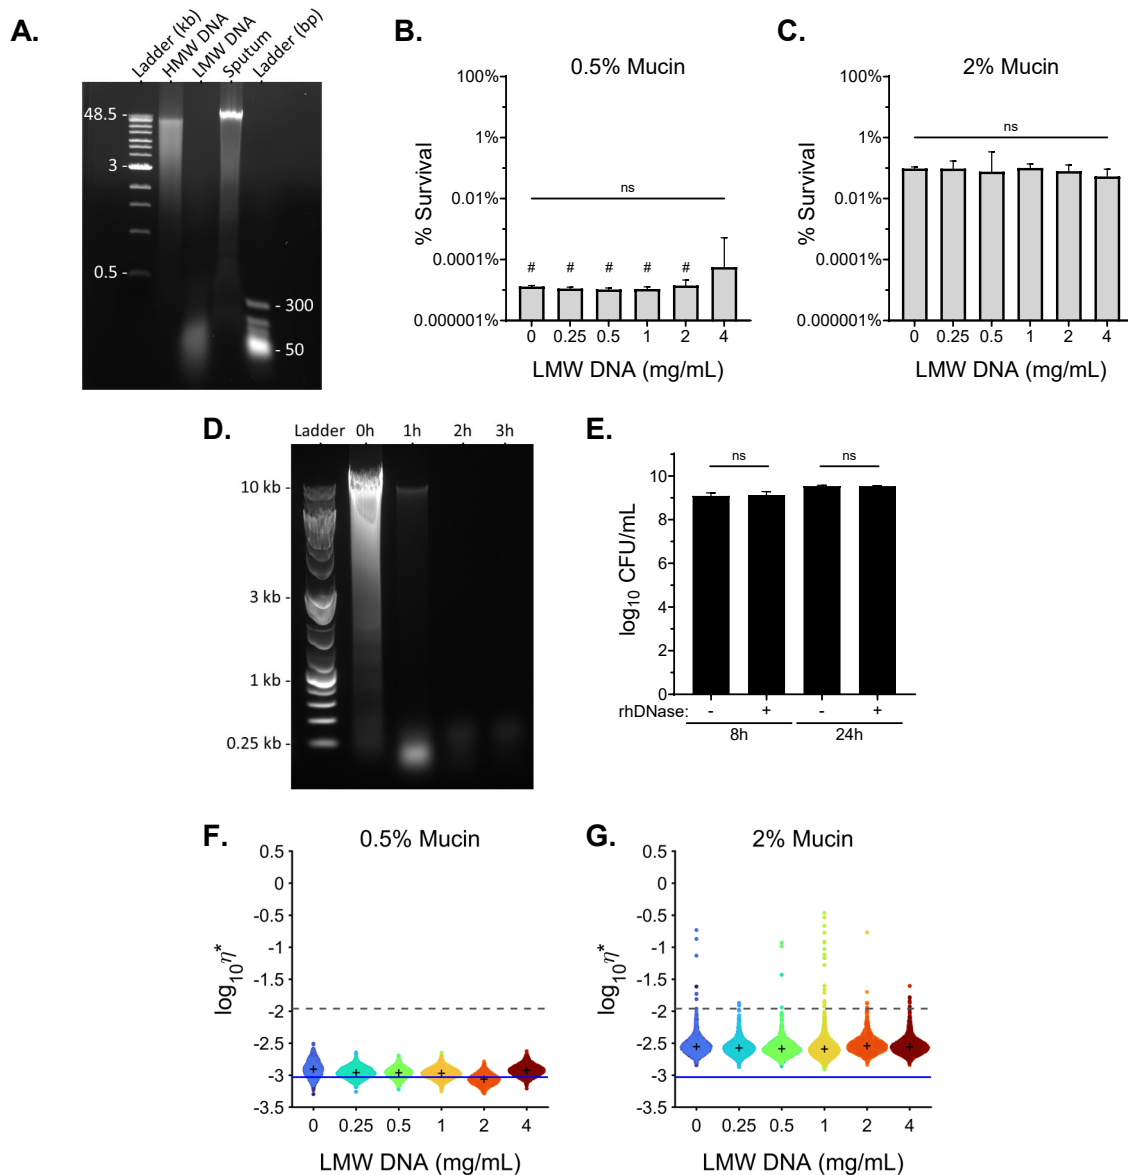 A.
Ladder (kb)
HMW DNA
LMW DNA
Sputum
Ladder (bp)
48.5 -
3 -
0.5 -
- 300
- 50
B.
0.5% Mucin
% Survival
100%
1%
0.01%
0.0001%
0.000001%
ns
# # # # #
0 0.25 0.5 1 2 4
LMW DNA (mg/mL)
C.
2% Mucin
% Survival
100%
1%
0.01%
0.0001%
0.000001%
ns
0 0.25 0.5 1 2 4
LMW DNA (mg/mL)
D.
Ladder 0h 1h 2h 3h
10 kb -
3 kb -
1 kb -
0.25 kb -
E.
log10 CFU/mL
10
8
6
4
2
0
ns ns
rhDNase: - + - +
8h 24h
F.
0.5% Mucin
log10η*
0.5
0
-0.5
-1
-1.5
-2
-2.5
-3
-3.5
0 0.25 0.5 1 2 4
LMW DNA (mg/mL)
G.
2% Mucin
log10η*
0.5
0
-0.5
-1
-1.5
-2
-2.5
-3
-3.5
0 0.25 0.5 1 2 4
LMW DNA (mg/mL)